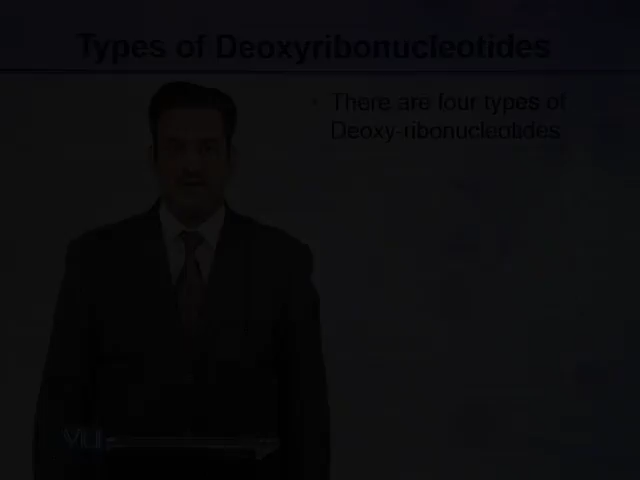 Types of Deoxyribonucleotides
• There are four types of
Deoxy-ribonucleotides